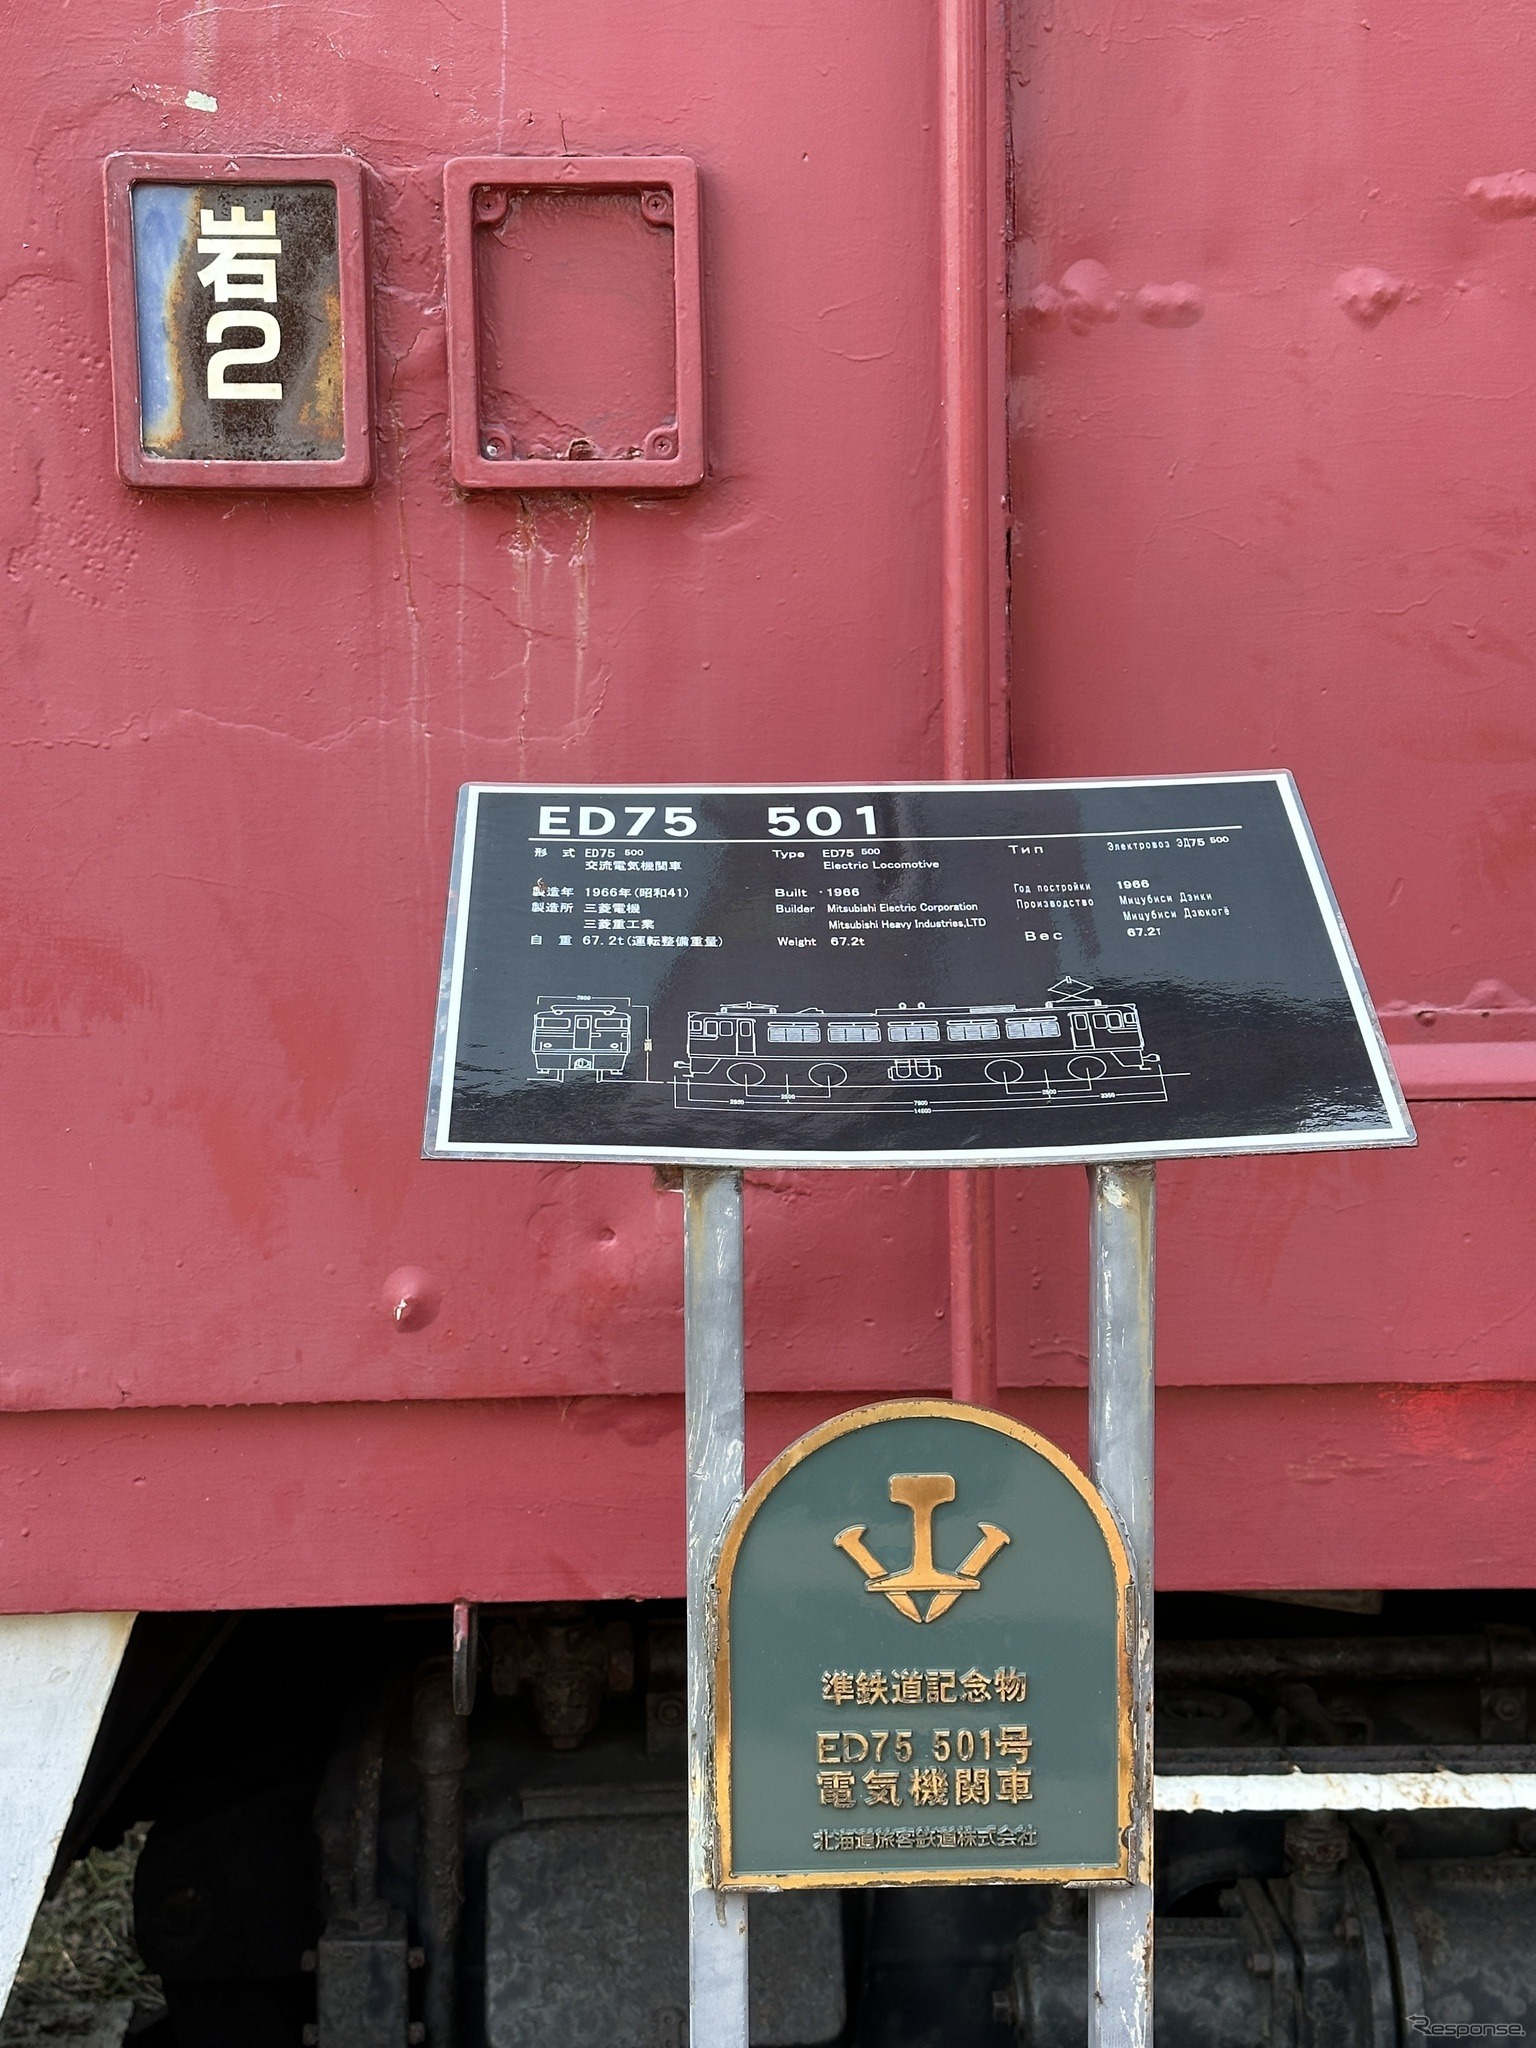 岩2
ED75 501
形 式 ED75 500
交流電気機関車
製造年 1966年(昭和41)
製造所 三菱電機
三菱重工業
自 重 67.2t(運転整備重量)
Type ED75 500
Electric Locomotive
Built 1966
Builder Mitsubishi Electric Corporation
Mitsubishi Heavy Industries,LTD
Weight 67.2t
Тип Электровоз ЭД75 500
Год постройки 1966
Производство Мицубиси Дэнки
Мицубиси Дзюкогё
Вес 67.2т
2800
2500
7800
14500
準鉄道記念物
ED75 501号
電気機関車
北海道旅客鉄道株式会社
Response.